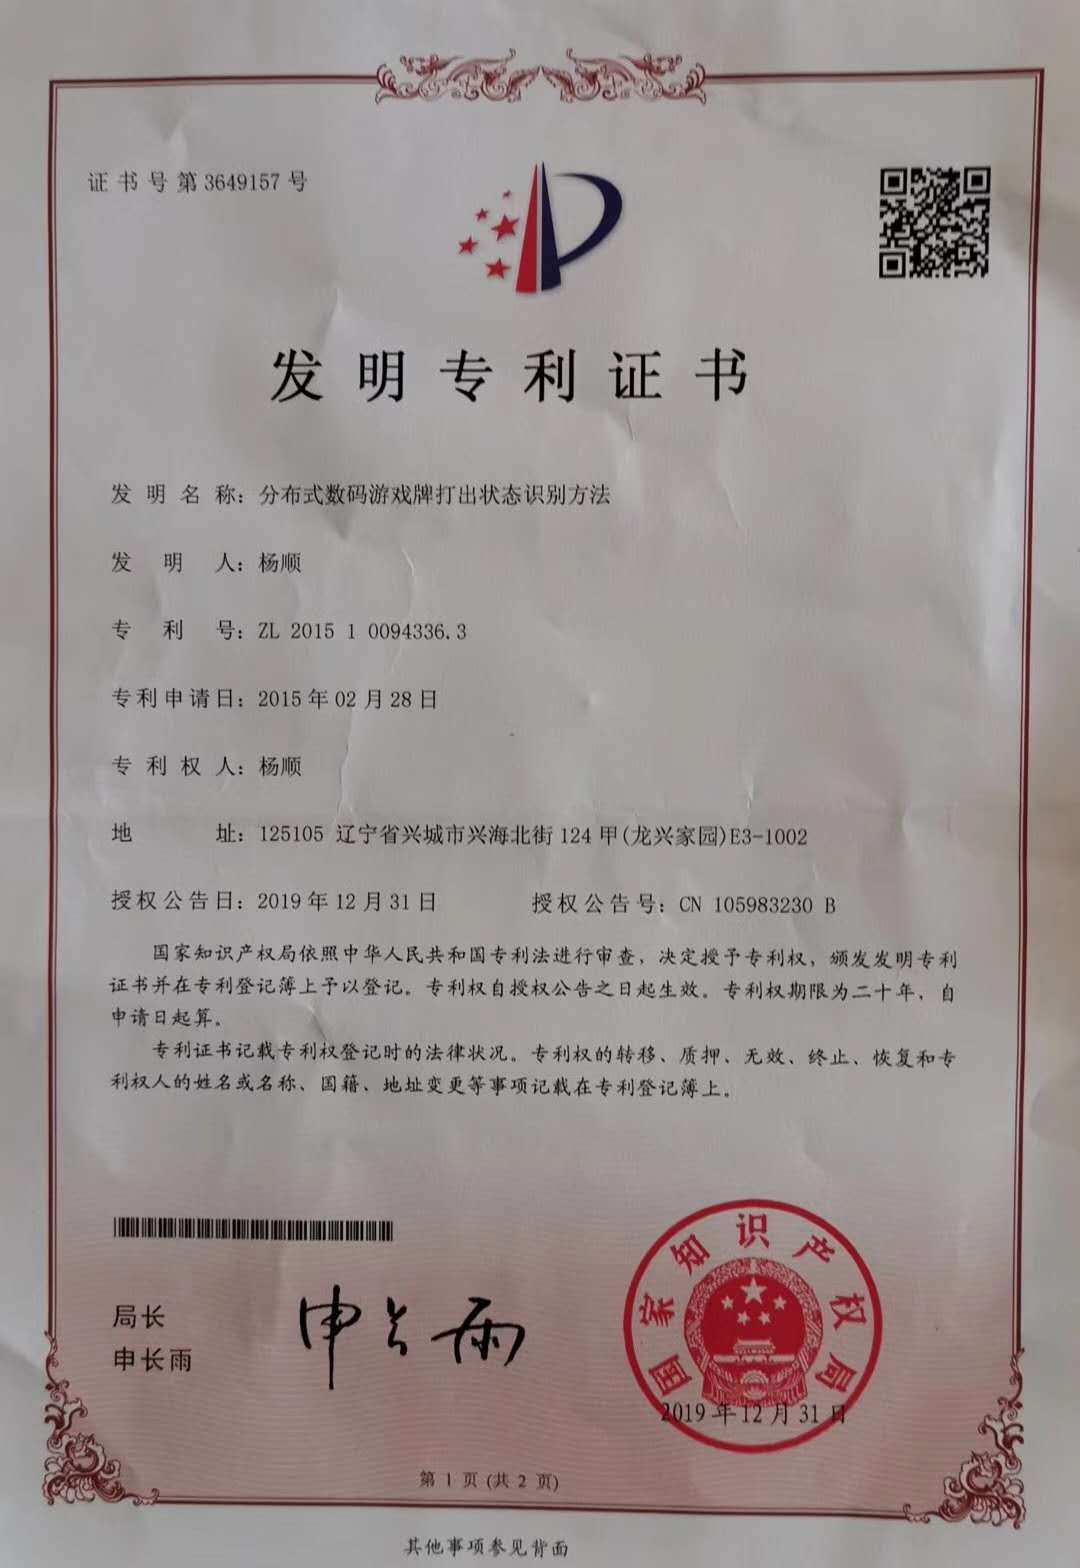 证书号第3649157号
发明专利证书
发明名称：分布式数码游戏牌打出状态识别方法
发明人：杨顺
专利号：ZL 2015 1 0094336.3
专利申请日：2015年02月28日
专利权人：杨顺
地址：125105 辽宁省兴城市兴海北街124甲(龙兴家园)E3-1002
授权公告日：2019年12月31日 授权公告号：CN 105983230 B
国家知识产权局依照中华人民共和国专利法进行审查，决定授予专利权，颁发发明专利
证书并在专利登记簿上予以登记。专利权自授权公告之日起生效。专利权期限为二十年，自
申请日起算。
专利证书记载专利权登记时的法律状况。专利权的转移、质押、无效、终止、恢复和专
利权人的姓名或名称、国籍、地址变更等事项记载在专利登记簿上。
局长
申长雨
申长雨
国家知识产权局
2019年12月31日
第1页(共2页)
其他事项参见背面